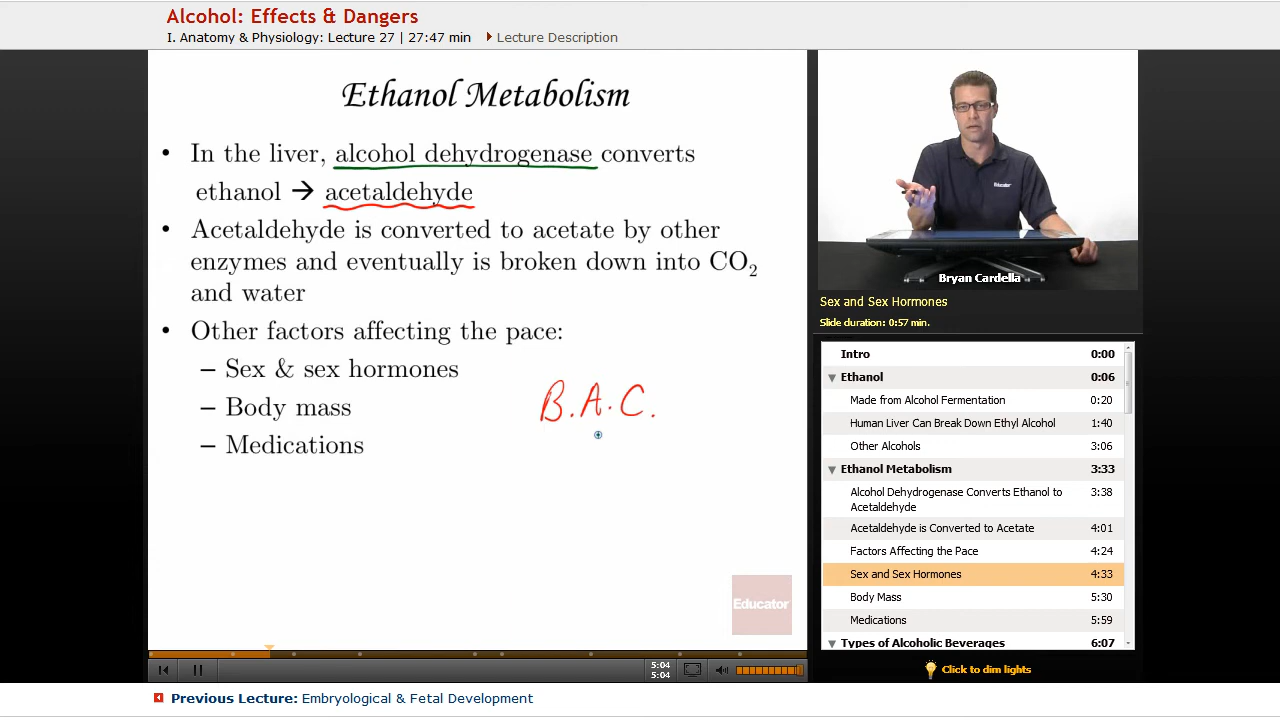 Alcohol: Effects & Dangers
I. Anatomy & Physiology: Lecture 27 | 27:47 min
Lecture Description
Ethanol Metabolism
• In the liver, alcohol dehydrogenase converts
ethanol → acetaldehyde
• Acetaldehyde is converted to acetate by other
enzymes and eventually is broken down into CO₂
and water
• Other factors affecting the pace:
– Sex & sex hormones
– Body mass
– Medications
B.A.C.
Educator
5:04
5:04
Educator
Bryan Cardella
Sex and Sex Hormones
Slide duration: 0:57 min.
Intro 0:00
Ethanol 0:06
Made from Alcohol Fermentation 0:20
Human Liver Can Break Down Ethyl Alcohol 1:40
Other Alcohols 3:06
Ethanol Metabolism 3:33
Alcohol Dehydrogenase Converts Ethanol to 3:38
Acetaldehyde
Acetaldehyde is Converted to Acetate 4:01
Factors Affecting the Pace 4:24
Sex and Sex Hormones 4:33
Body Mass 5:30
Medications 5:59
Types of Alcoholic Beverages 6:07
Click to dim lights
Previous Lecture: Embryological & Fetal Development